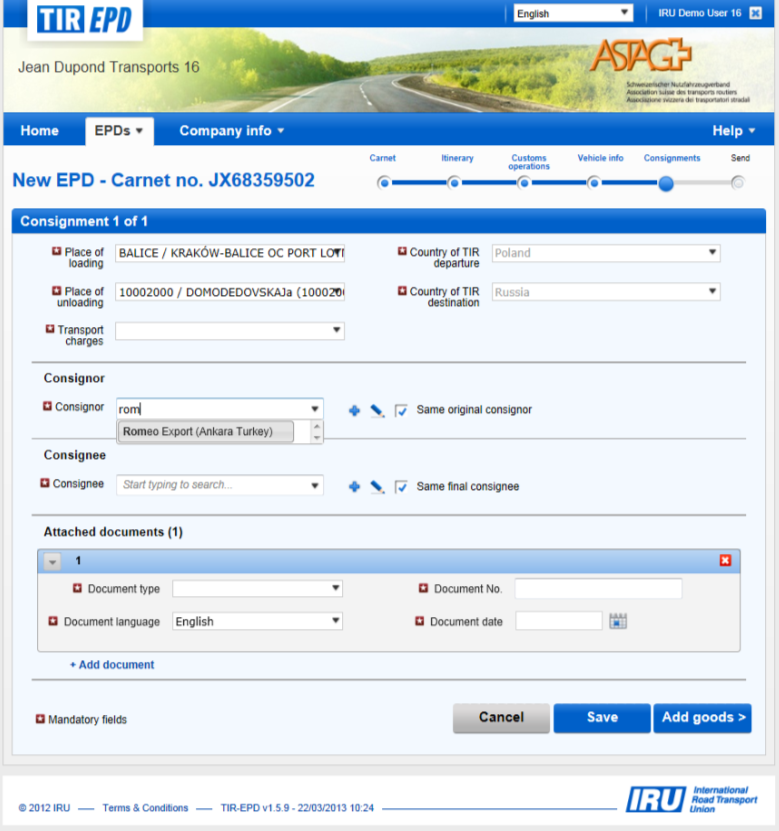 TIR EPD
English
IRU Demo User 16
Jean Dupond Transports 16
ASTAG
Schweizerischer Nutzfahrzeugverband
Association suisse des transports routiers
Associazione svizzera dei trasportatori stradali
Home EPDs Company info Help
New EPD - Carnet no. JX68359502
Carnet Itinerary Customs operations Vehicle info Consignments Send
Consignment 1 of 1
Place of loading BALICE / KRAKÓW-BALICE OC PORT Country of TIR departure Poland
Place of unloading 10002000 / DOMODEDOVSKAJa Country of TIR destination Russia
Transport charges
Consignor
Consignor rom Same original consignor
Romeo Export (Ankara Turkey)
Consignee
Consignee Start typing to search... Same final consignee
Attached documents (1)
1
Document type Document No.
Document language English Document date
+ Add document
Mandatory fields Cancel Save Add goods >
© 2012 IRU Terms & Conditions TIR-EPD v1.5.9 - 22/03/2013 10:24
IRU International
Road Transport
Union